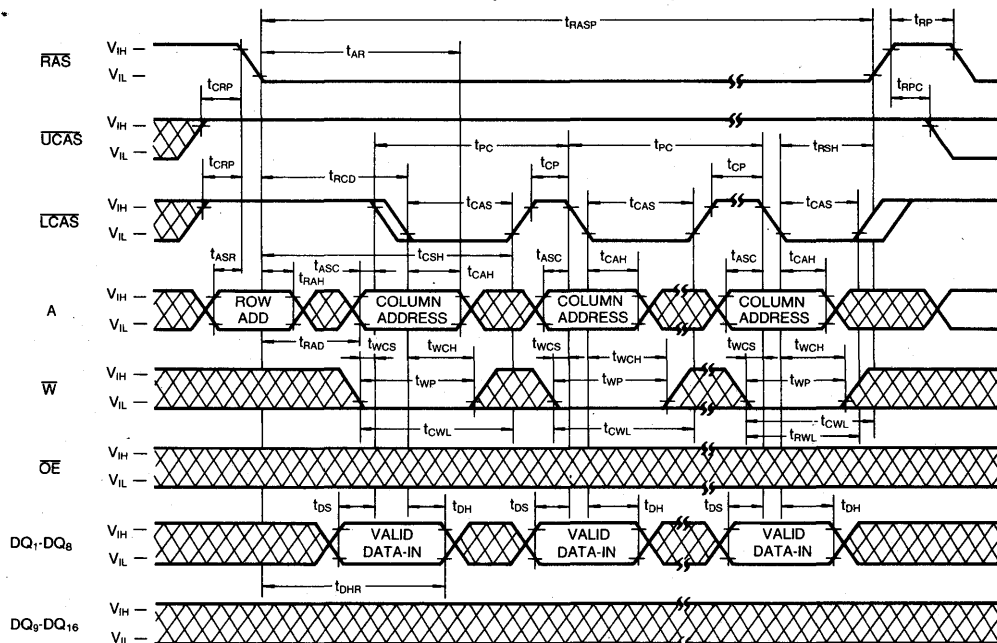 tRASP
tRP
RAS
VIH
VIL
tAR
tCRP
tRPC
UCAS
VIH
VIL
tPC
tPC
tRSH
tCRP
tRCD
tCP
tCP
LCAS
VIH
VIL
tCAS
tCAS
tCAS
tCSH
tASR
tRAH
tASC
tCAH
tASC
tCAH
tASC
tCAH
A
VIH
VIL
ROW
ADD
COLUMN
ADDRESS
COLUMN
ADDRESS
COLUMN
ADDRESS
tRAD
tWCS
tWCH
tWCS
tWCH
tWCS
tWCH
W
VIH
VIL
tWP
tWP
tWP
tCWL
tCWL
tCWL
tRWL
OE
VIH
VIL
tDS
tDH
tDS
tDH
tDS
tDH
DQ1-DQ8
VIH
VIL
VALID
DATA-IN
VALID
DATA-IN
VALID
DATA-IN
tDHR
DQ9-DQ16
VIH
VIL